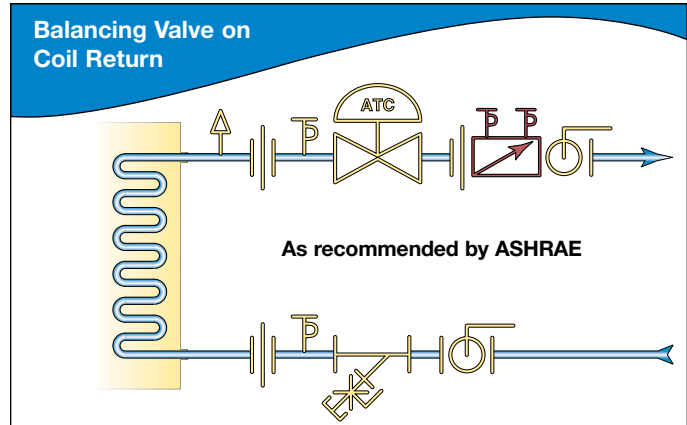 Balancing Valve on
Coil Return
ATC
As recommended by ASHRAE